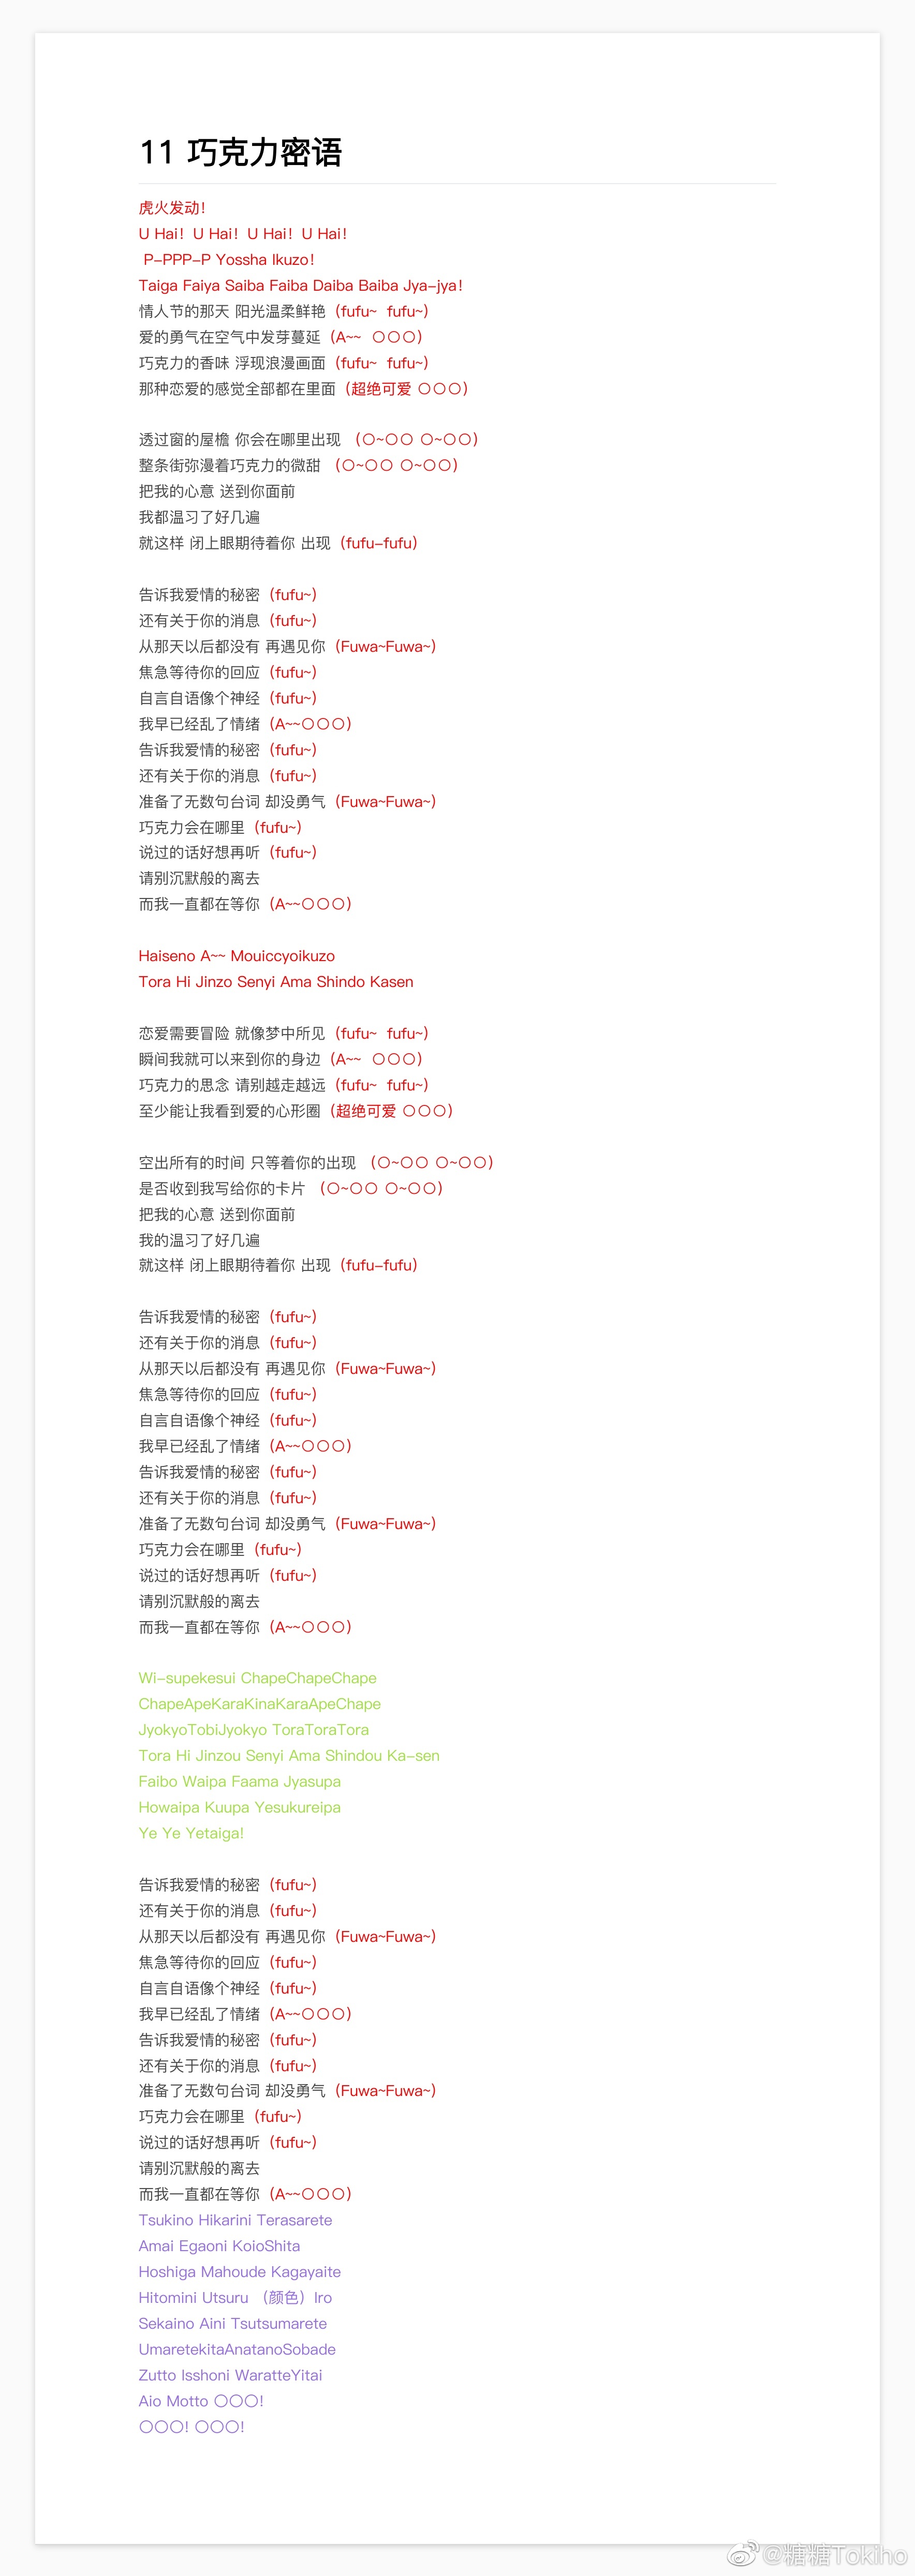 11 巧克力密语
虎火发动！
U Hai！U Hai！U Hai！U Hai！
P-PPP-P Yossha Ikuzo！
Taiga Faiya Saiba Faiba Daiba Baiba Jya-jya！
情人节的那天 阳光温柔鲜艳（fufu~ fufu~）
爱的勇气在空气中发芽蔓延（A~~ 〇〇〇）
巧克力的香味 浮现浪漫画面（fufu~ fufu~）
那种恋爱的感觉全部都在里面（超绝可爱 〇〇〇）
透过窗的屋檐 你会在哪里出现 （〇~〇〇 〇~〇〇）
整条街弥漫着巧克力的微甜 （〇~〇〇 〇~〇〇）
把我的心意 送到你面前
我都温习了好几遍
就这样 闭上眼期待着你 出现（fufu-fufu）
告诉我爱情的秘密（fufu~）
还有关于你的消息（fufu~）
从那天以后都没有 再遇见你（Fuwa~Fuwa~）
焦急等待你的回应（fufu~）
自言自语像个神经（fufu~）
我早已经乱了情绪（A~~〇〇〇）
告诉我爱情的秘密（fufu~）
还有关于你的消息（fufu~）
准备了无数句台词 却没勇气（Fuwa~Fuwa~）
巧克力会在哪里（fufu~）
说过的话好想再听（fufu~）
请别沉默般的离去
而我一直都在等你（A~~〇〇〇）
Haiseno A~~ Mouiccyoikuzo
Tora Hi Jinzo Senyi Ama Shindo Kasen
恋爱需要冒险 就像梦中所见（fufu~ fufu~）
瞬间我就可以来到你的身边（A~~ 〇〇〇）
巧克力的思念 请别越走越远（fufu~ fufu~）
至少能让我看到爱的心形圈（超绝可爱 〇〇〇）
空出所有的时间 只等着你的出现 （〇~〇〇 〇~〇〇）
是否收到我写给你的卡片 （〇~〇〇 〇~〇〇）
把我的心意 送到你面前
我的温习了好几遍
就这样 闭上眼期待着你 出现（fufu-fufu）
告诉我爱情的秘密（fufu~）
还有关于你的消息（fufu~）
从那天以后都没有 再遇见你（Fuwa~Fuwa~）
焦急等待你的回应（fufu~）
自言自语像个神经（fufu~）
我早已经乱了情绪（A~~〇〇〇）
告诉我爱情的秘密（fufu~）
还有关于你的消息（fufu~）
准备了无数句台词 却没勇气（Fuwa~Fuwa~）
巧克力会在哪里（fufu~）
说过的话好想再听（fufu~）
请别沉默般的离去
而我一直都在等你（A~~〇〇〇）
Wi-supekesui ChapeChapeChape
ChapeApeKaraKinaKaraApeChape
JyokyoTobiJyokyo ToraToraTora
Tora Hi Jinzou Senyi Ama Shindou Ka-sen
Faibo Waipa Faama Jyasupa
Howaipa Kuupa Yesukureipa
Ye Ye Yetaiga!
告诉我爱情的秘密（fufu~）
还有关于你的消息（fufu~）
从那天以后都没有 再遇见你（Fuwa~Fuwa~）
焦急等待你的回应（fufu~）
自言自语像个神经（fufu~）
我早已经乱了情绪（A~~〇〇〇）
告诉我爱情的秘密（fufu~）
还有关于你的消息（fufu~）
准备了无数句台词 却没勇气（Fuwa~Fuwa~）
巧克力会在哪里（fufu~）
说过的话好想再听（fufu~）
请别沉默般的离去
而我一直都在等你（A~~〇〇〇）
Tsukino Hikarini Terasarete
Amai Egaoni KoioShita
Hoshiga Mahoude Kagayaite
Hitomini Utsuru （颜色）Iro
Sekaino Aini Tsutsumarete
UmaretekitaAnatanoSobade
Zutto Isshoni WaratteYitai
Aio Motto 〇〇〇!
〇〇〇! 〇〇〇!
@糖糖Tokiho